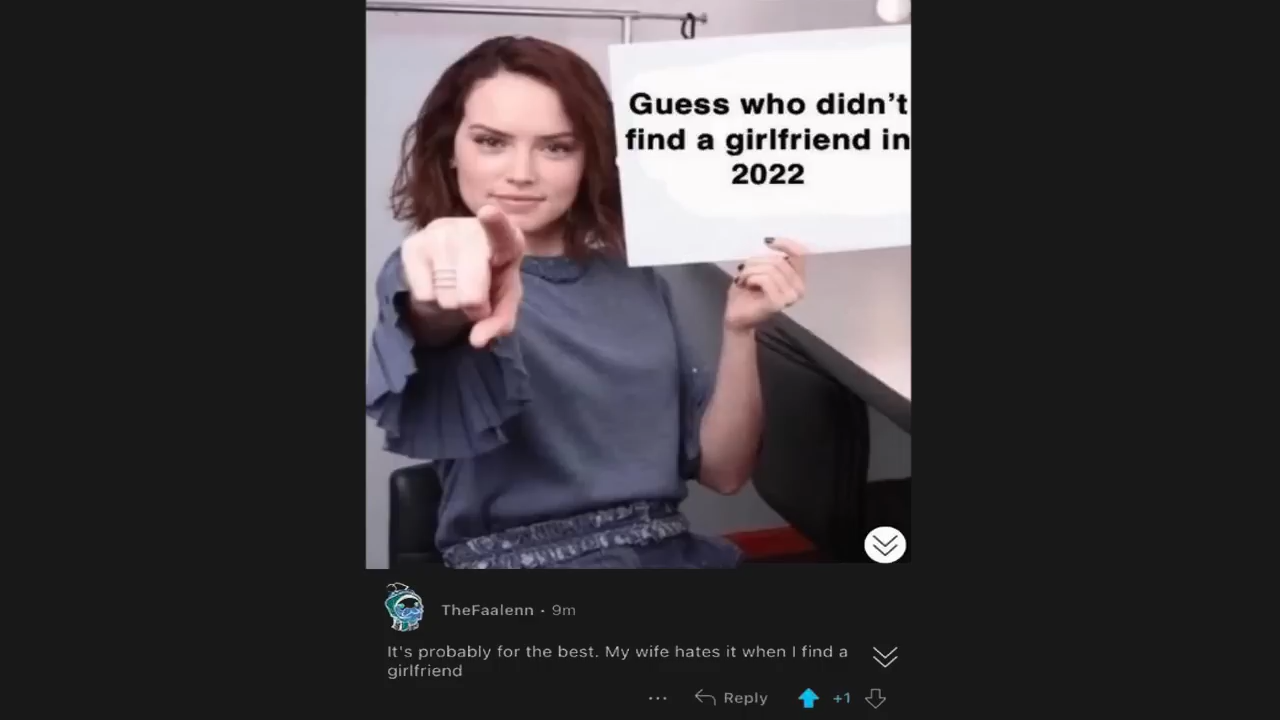 Guess who didn't
find a girlfriend in
2022
TheFaalenn · 9m
It's probably for the best. My wife hates it when I find a
girlfriend
··· Reply +1